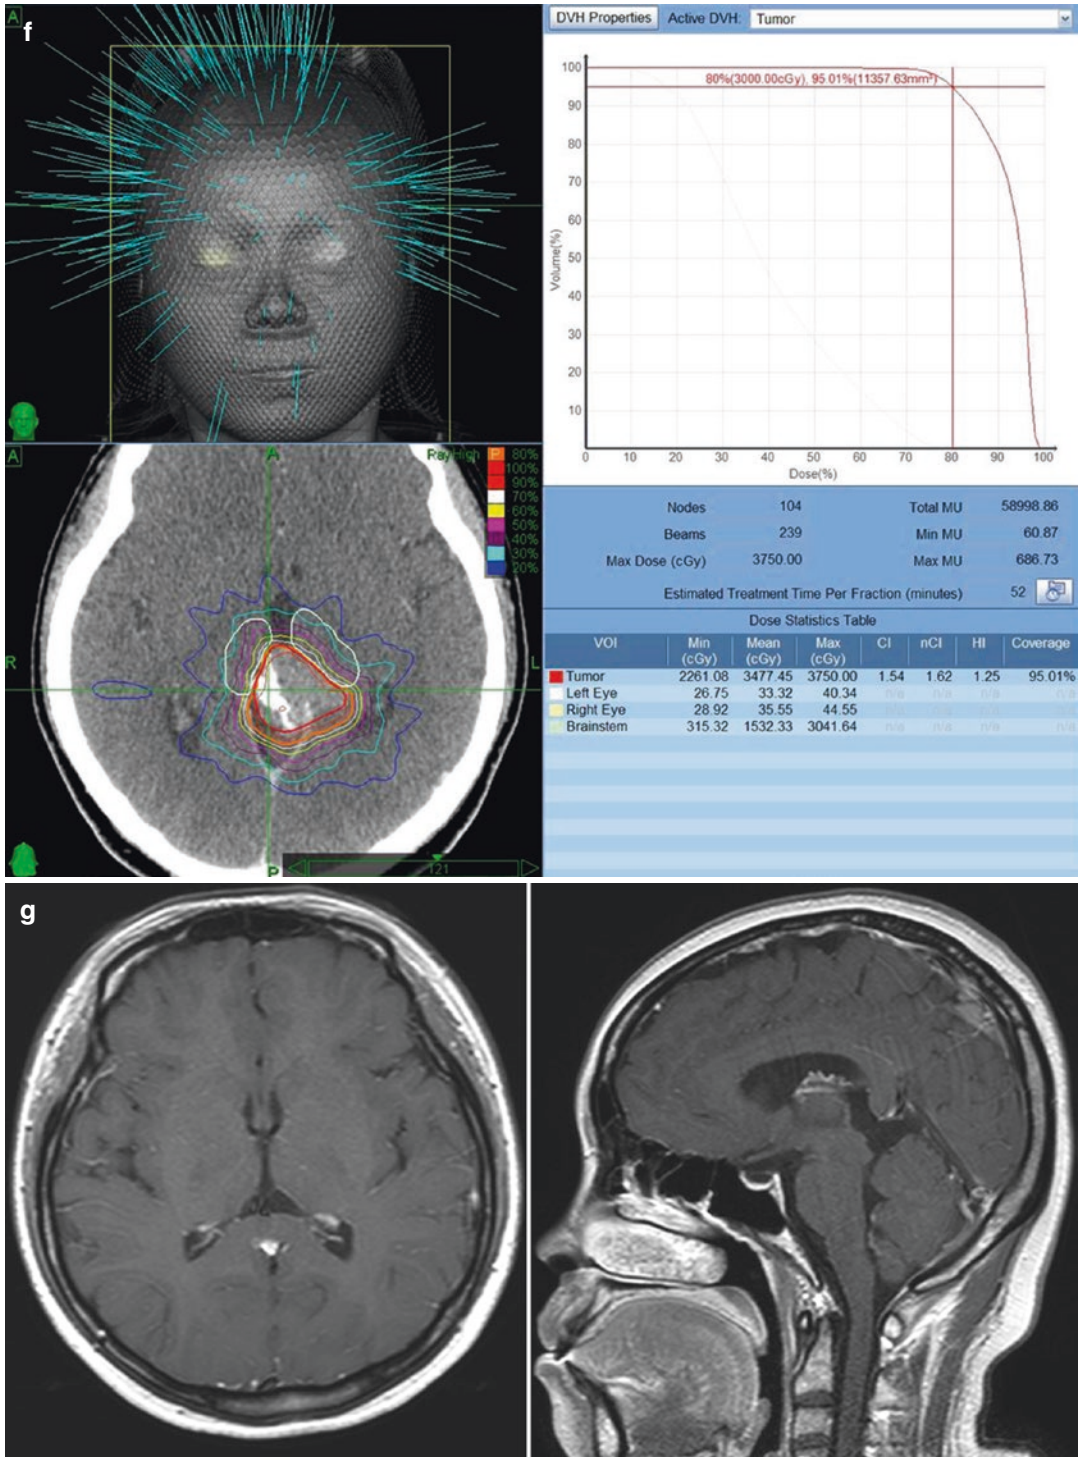 f
A
DVH Properties Active DVH: Tumor
80%(3000.00cGy), 95.01%(11357.63mm³)
100
90
80
70
60
50
40
30
20
10
Volume(%)
0 10 20 30 40 50 60 70 80 90 100
Dose(%)
A
A
RayHigh P 80%
100%
90%
70%
60%
50%
40%
30%
20%
R
L
P
121
Nodes 104 Total MU 58998.86
Beams 239 Min MU 60.87
Max Dose (cGy) 3750.00 Max MU 686.73
Estimated Treatment Time Per Fraction (minutes) 52
Dose Statistics Table
VOI Min (cGy) Mean (cGy) Max (cGy) CI nCI HI Coverage
Tumor 2261.08 3477.45 3750.00 1.54 1.62 1.25 95.01%
Left Eye 26.75 33.32 40.34 n/a n/a n/a n/a
Right Eye 28.92 35.55 44.55 n/a n/a n/a n/a
Brainstem 315.32 1532.33 3041.64 n/a n/a n/a n/a
g